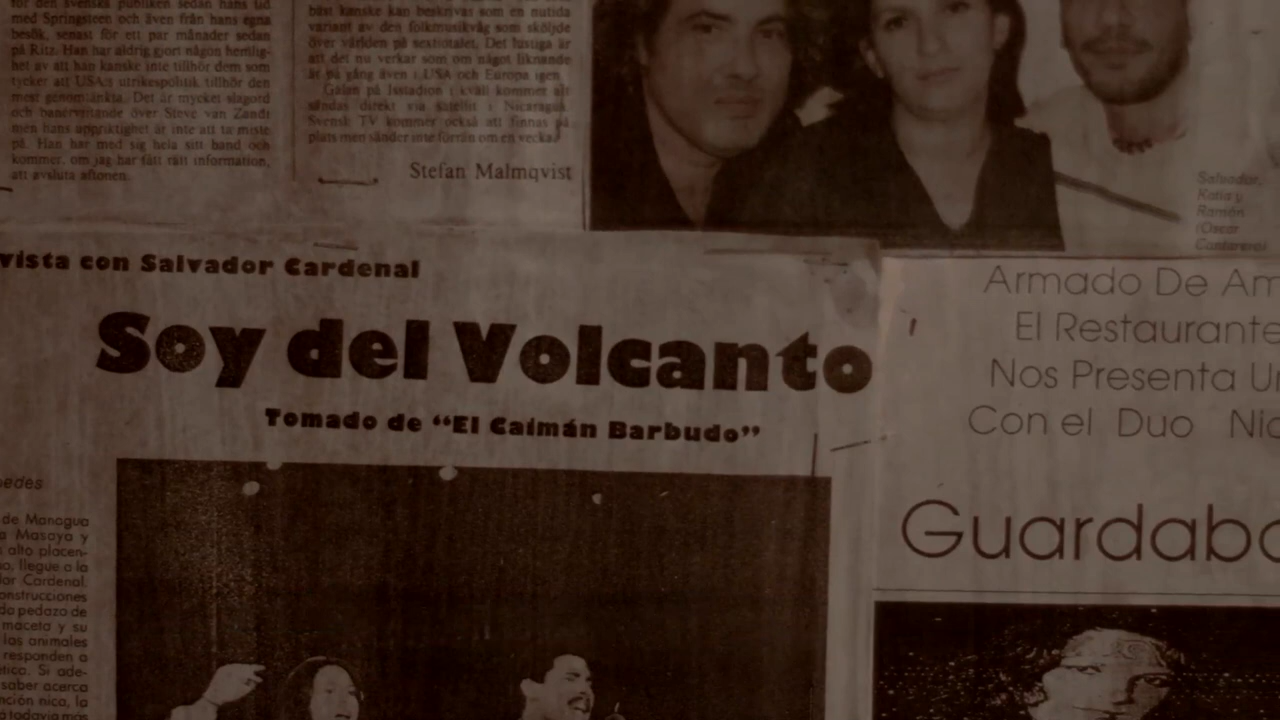 för den svenska publiken sedan hans tid
med Springsteen och även från hans egna
besök, senast för ett par månader sedan
på Ritz. Han har aldrig gjort någon hemlig-
het av att han kanske inte tillhör dem som
tycker att USA:s utrikespolitik tillhör den
mest genomtänkta. Det är mycket slagord
och banérviftande över Steve van Zandt
men hans uppriktighet är inte att ta miste
på. Han har med sig hela sitt band och
kommer, om jag har fått rätt information,
att avsluta aftonen.
bäst kanske kan beskrivas som en nutida
variant av den folkmusikvåg som sköljde
över världen på sextiotalet. Det lustiga är
att det nu verkar som om något liknande
är på gång även i USA och Europa igen.
Galen på Isstadion i kväll kommer att
sändas direkt via satellit i Nicaragua.
Svensk TV kommer också att finnas på
plats men sänder inte förrän om en vecka.
Stefan Malmqvist
Salvador,
Katia y
Ramón
(Oscar
vista con Salvador Cardenal
Soy del Volcanto
Tomado de "El Caimán Barbudo"
Armado De Am
El Restaurante
Nos Presenta Un
Con el Duo Nic
Guardaba
edes
de Managua
a Masaya y
alto placen-
llegue a la
dor Cardenal,
onstrucciones
da pedazo de
maceta y su
las animales
responden a
ética. Si ade-
saber acerca
nción nica, la
todavía más